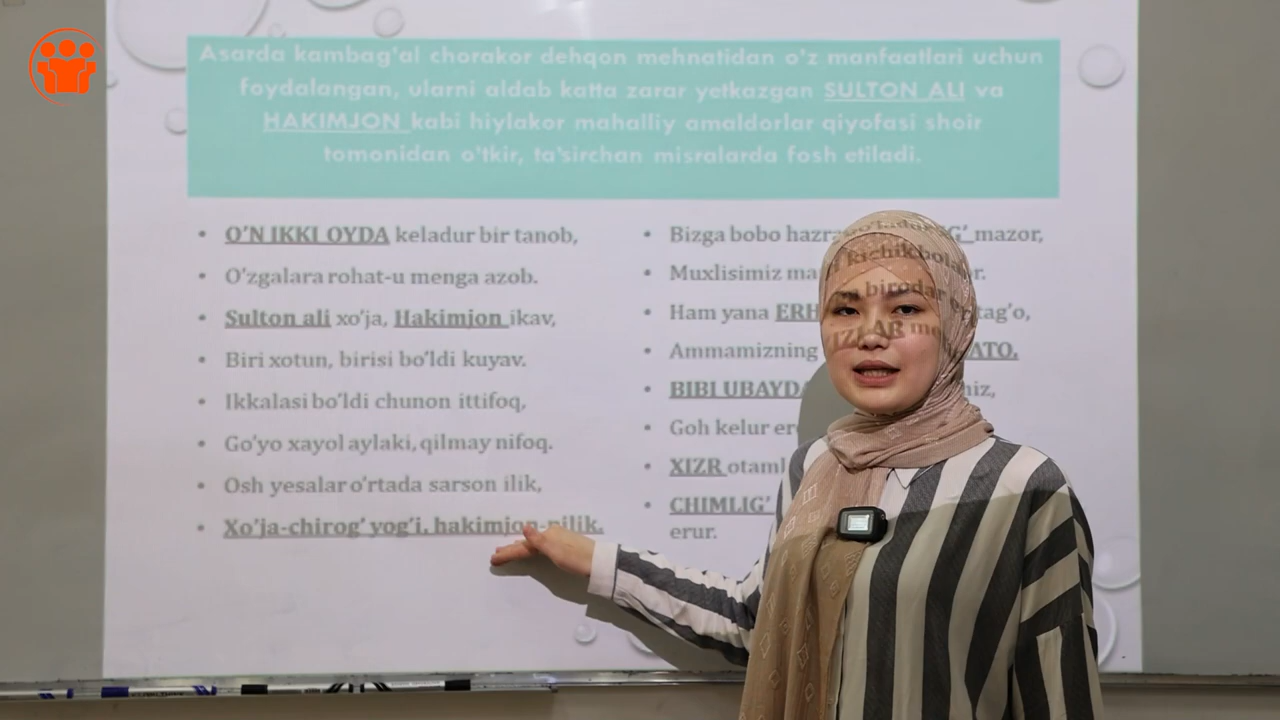 Asarda kambag'al chorakor dehqon mehnatidan o'z manfaatlari uchun
foydalangan, ularni aldab katta zarar yetkazgan SULTON ALI va
HAKIMJON kabi hiylakor mahalliy amaldorlar qiyofasi shoir
tomonidan o'tkir, ta'sirchan misralarda fosh etiladi.
• O'N IKKI OYDA keladur bir tanob,
• O'zgalara rohat-u menga azob.
• Sulton ali xo'ja, Hakimjon ikav,
• Biri xotun, birisi bo'ldi kuyav.
• Ikkalasi bo'ldi chunon ittifoq,
• Go'yo xayol aylaki, qilmay nifoq.
• Osh yesalar o'rtada sarson ilik,
• Xo'ja-chirog' yog'i, hakimjon-pilik.
• Bizga bobo mazor,
• Muxlisimiz
• Ham yana
• Ammamizning
• BIBI
• Goh kelur
• XIZR
• CHIMLIG'
erur.